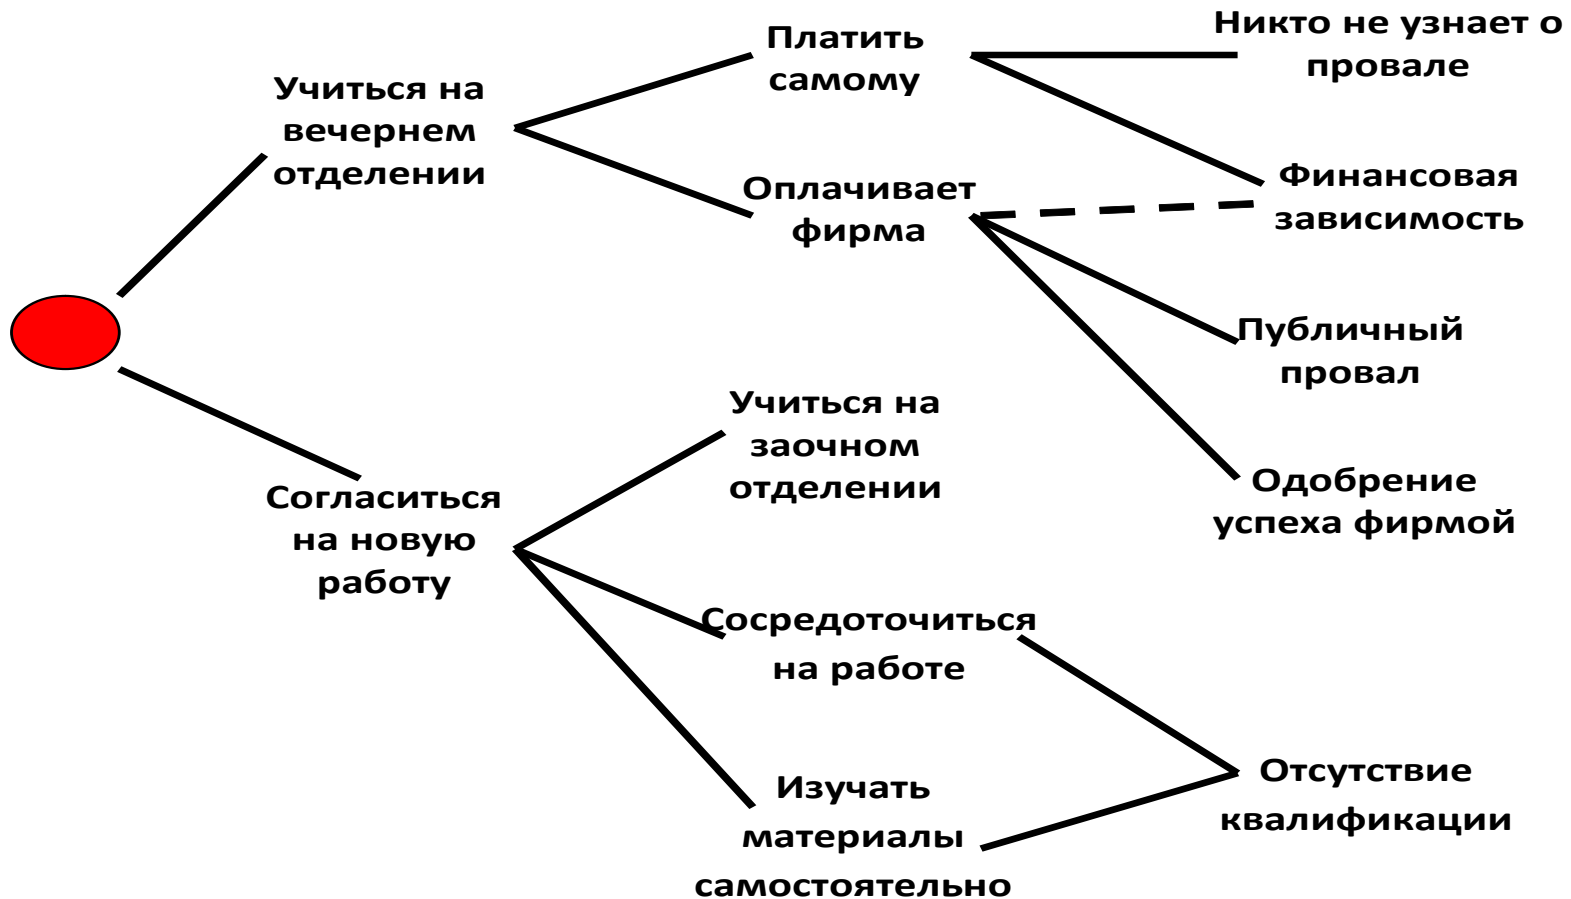 Никто не узнает о
провале
Платить
самому
Учиться на
вечернем
отделении
Оплачивает
фирма
Финансовая
зависимость
Публичный
провал
Учиться на
заочном
отделении
Одобрение
успеха фирмой
Согласиться
на новую
работу
Сосредоточиться
на работе
Изучать
материалы
самостоятельно
Отсутствие
квалификации